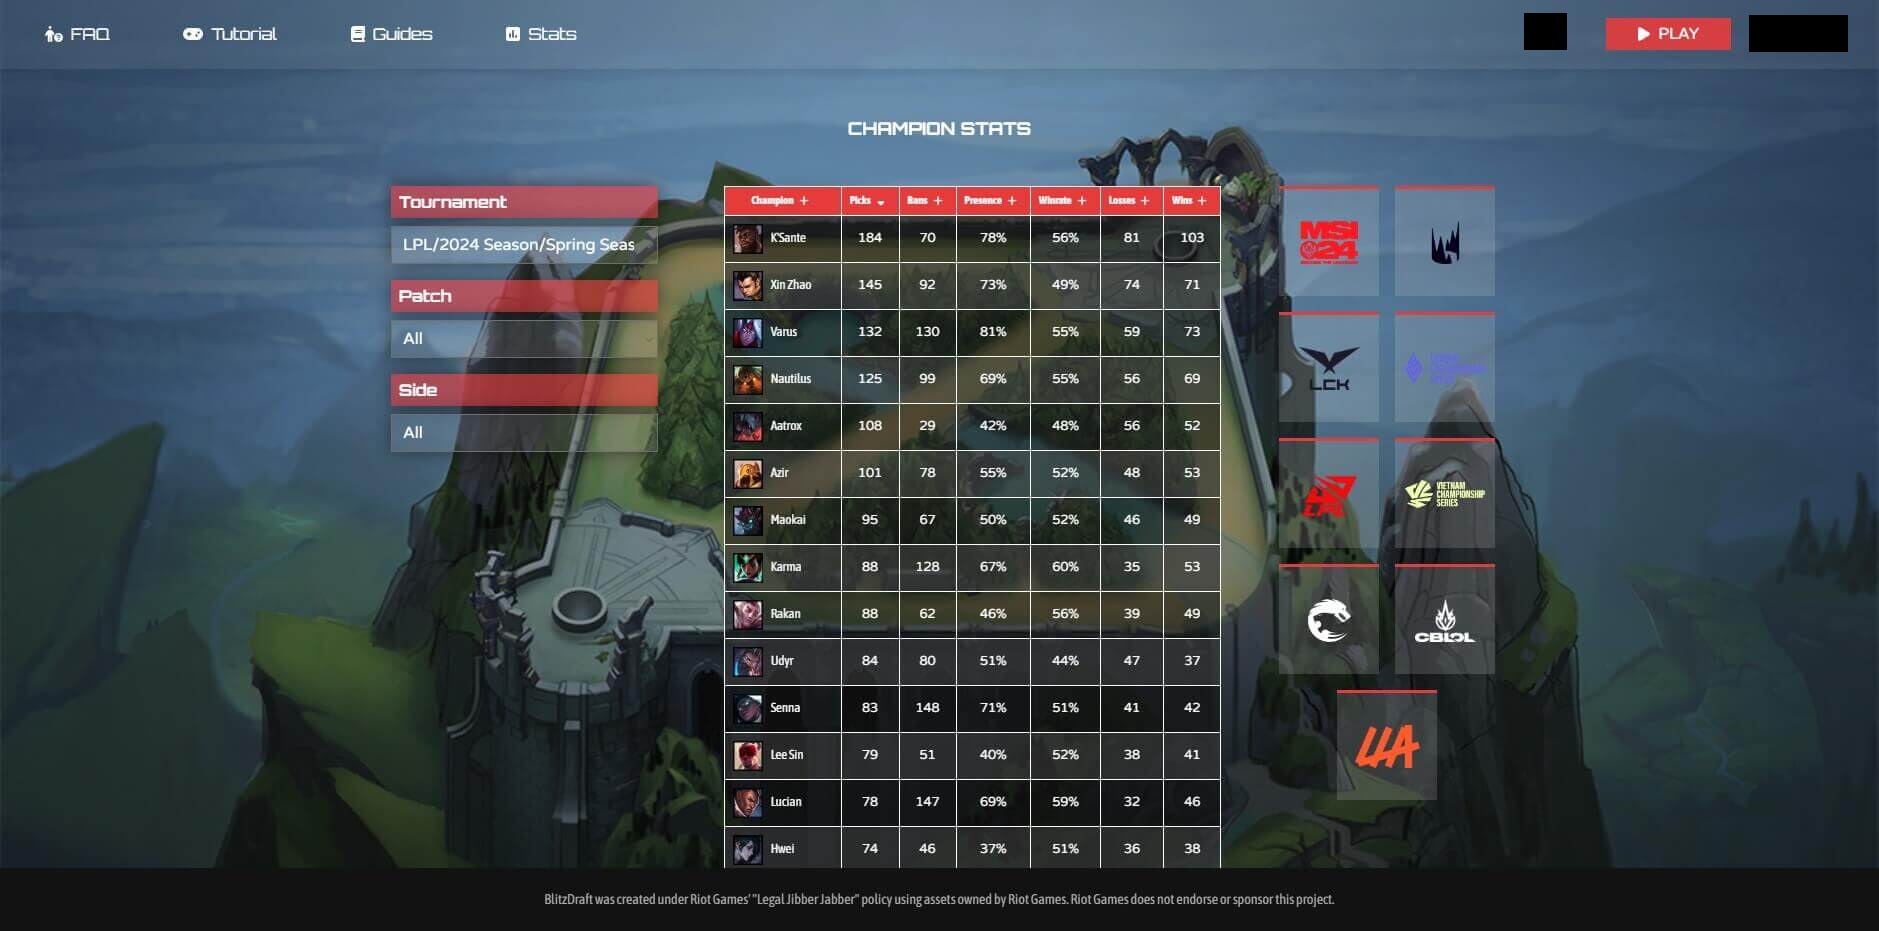 FAQ
Tutorial
Guides
Stats
PLAY
CHAMPION STATS
Tournament
LPL/2024 Season/Spring Seas
Patch
All
Side
All
Champion Picks Bans Presence Winrate Losses Wins
K'Sante 184 70 78% 56% 81 103
Xin Zhao 145 92 73% 49% 74 71
Varus 132 130 81% 55% 59 73
Nautilus 125 99 69% 55% 56 69
Aatrox 108 29 42% 48% 56 52
Azir 101 78 55% 52% 48 53
Maokai 95 67 50% 52% 46 49
Karma 88 128 67% 60% 35 53
Rakan 88 62 46% 56% 39 49
Udyr 84 80 51% 44% 47 37
Senna 83 148 71% 51% 41 42
Lee Sin 79 51 40% 52% 38 41
Lucian 78 147 69% 59% 32 46
Hwei 74 46 37% 51% 36 38
MSI
24
LCK
LPL
VIETNAM
CHAMPIONSHIP
SERIES
CBLOL
LLA
BlitzDraft was created under Riot Games' "Legal Jibber Jabber" policy using assets owned by Riot Games. Riot Games does not endorse or sponsor this project.